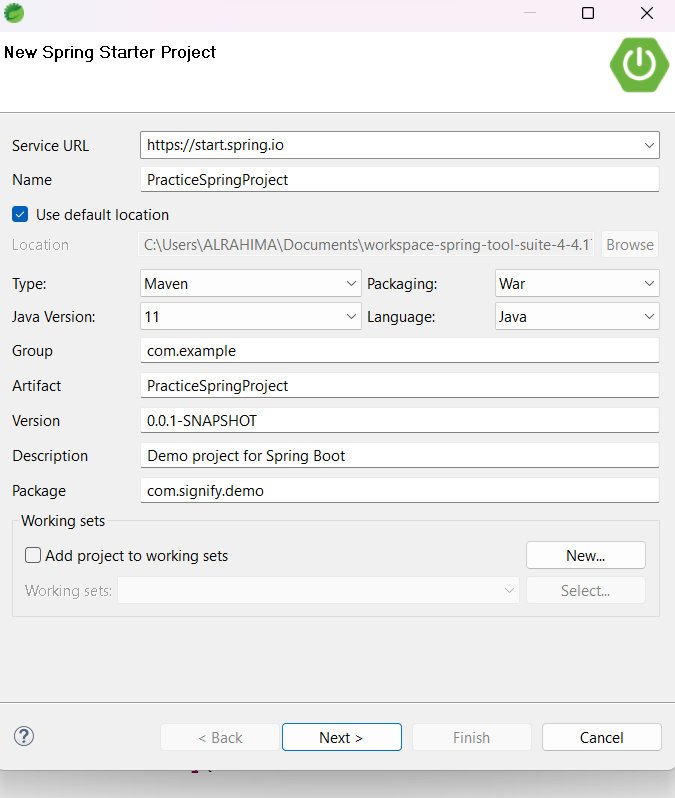 New Spring Starter Project
Service URL https://start.spring.io
Name PracticeSpringProject
Use default location
Location C:\Users\ALRAHIMA\Documents\workspace-spring-tool-suite-4-4.1 Browse
Type: Maven Packaging: War
Java Version: 11 Language: Java
Group com.example
Artifact PracticeSpringProject
Version 0.0.1-SNAPSHOT
Description Demo project for Spring Boot
Package com.signify.demo
Working sets
Add project to working sets New...
Working sets: Select...
? < Back Next > Finish Cancel